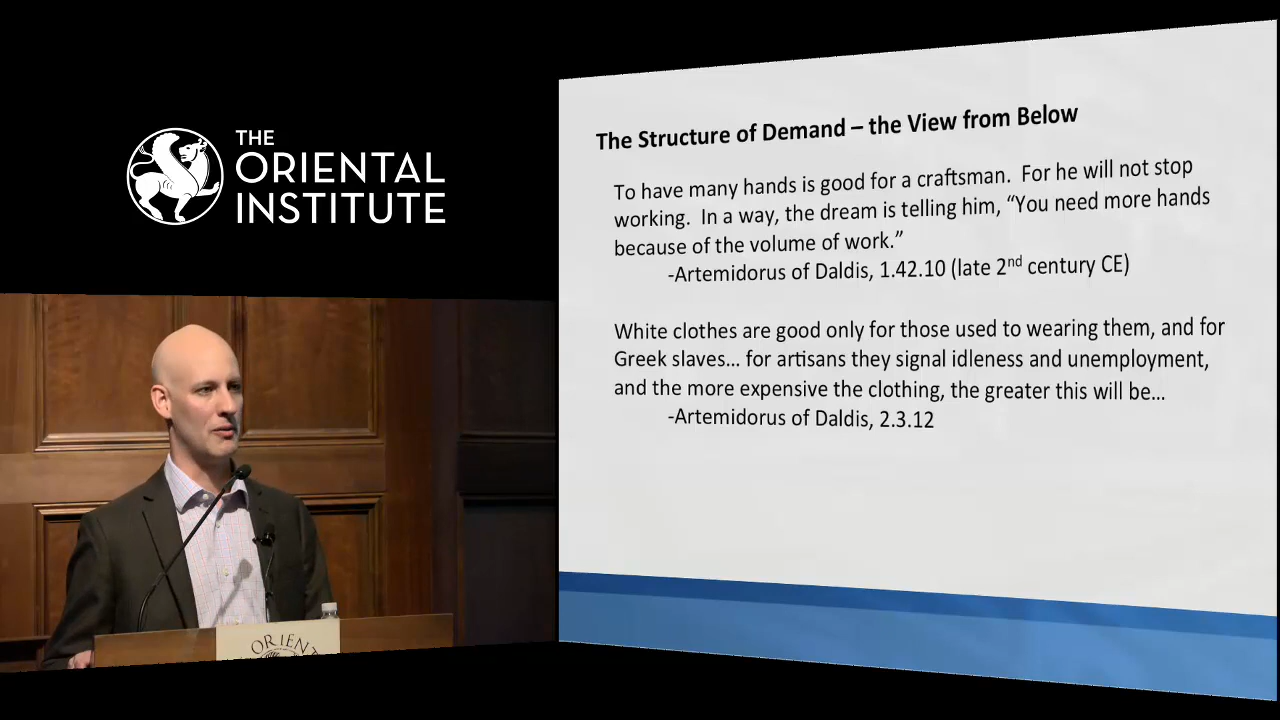 THE
ORIENTAL
INSTITUTE
The Structure of Demand – the View from Below
To have many hands is good for a craftsman. For he will not stop
working. In a way, the dream is telling him, “You need more hands
because of the volume of work.”
-Artemidorus of Daldis, 1.42.10 (late 2nd century CE)
White clothes are good only for those used to wearing them, and for
Greek slaves... for artisans they signal idleness and unemployment,
and the more expensive the clothing, the greater this will be...
-Artemidorus of Daldis, 2.3.12
ORIENT